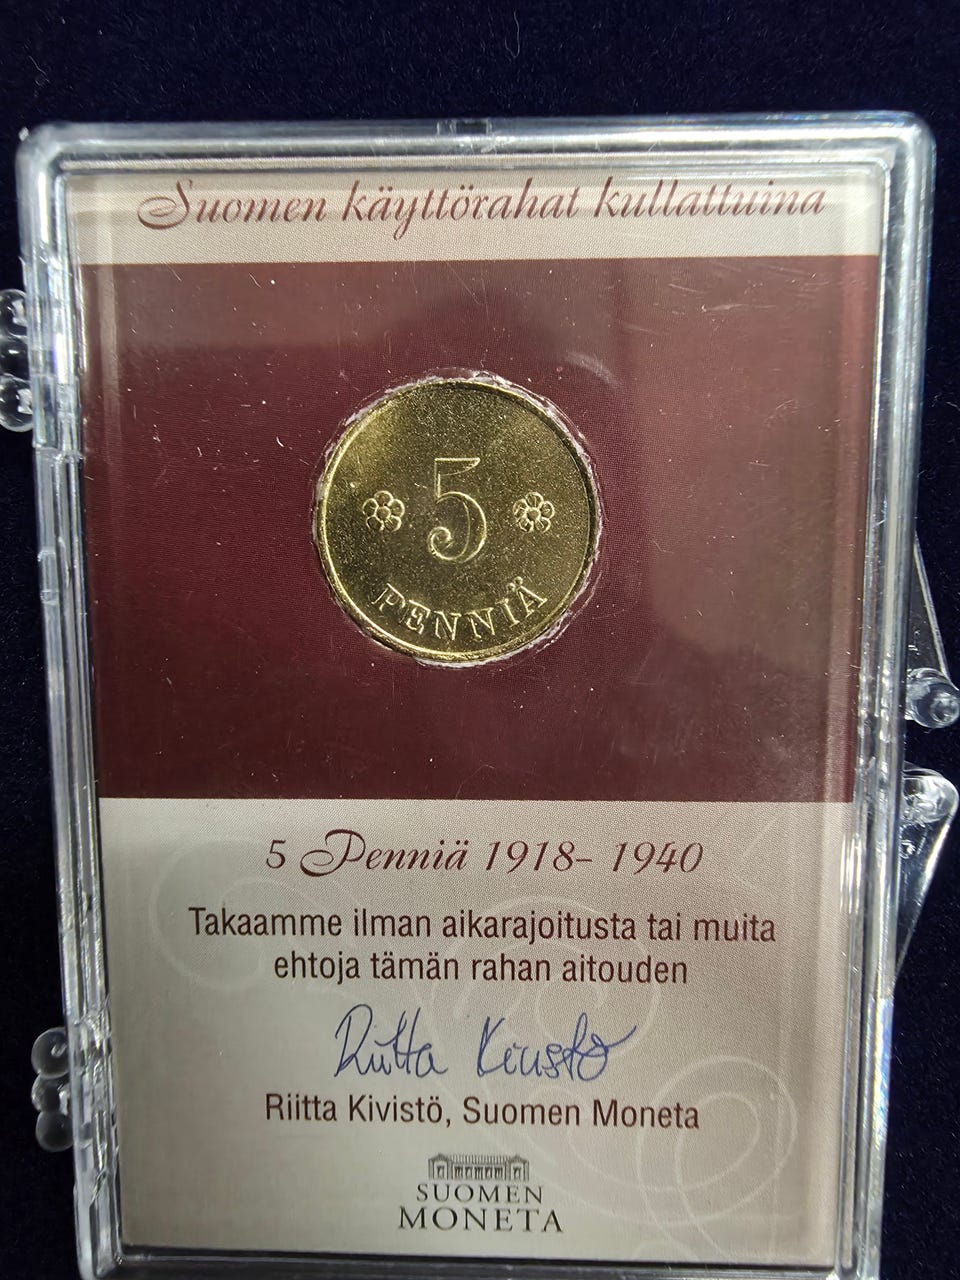 Suomen käyttörahat kullattuina
5
PENNIÄ
5 Penniä 1918– 1940
Takaamme ilman aikarajoitusta tai muita
ehtoja tämän rahan aitouden
Riitta Kivistö
Riitta Kivistö, Suomen Moneta
SUOMEN
MONETA